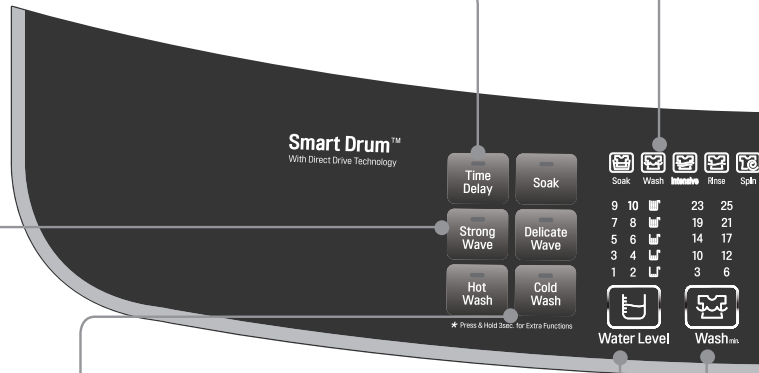 Smart Drum™
With Direct Drive Technology
Time
Delay
Soak
Strong
Wave
Delicate
Wave
Hot
Wash
Cold
Wash
* Press & Hold 3sec. for Extra Functions
Soak Wash Intensive Rinse Spin
9 10 23 25
7 8 19 21
5 6 14 17
3 4 10 12
1 2 3 6
Water Level
Wash min.